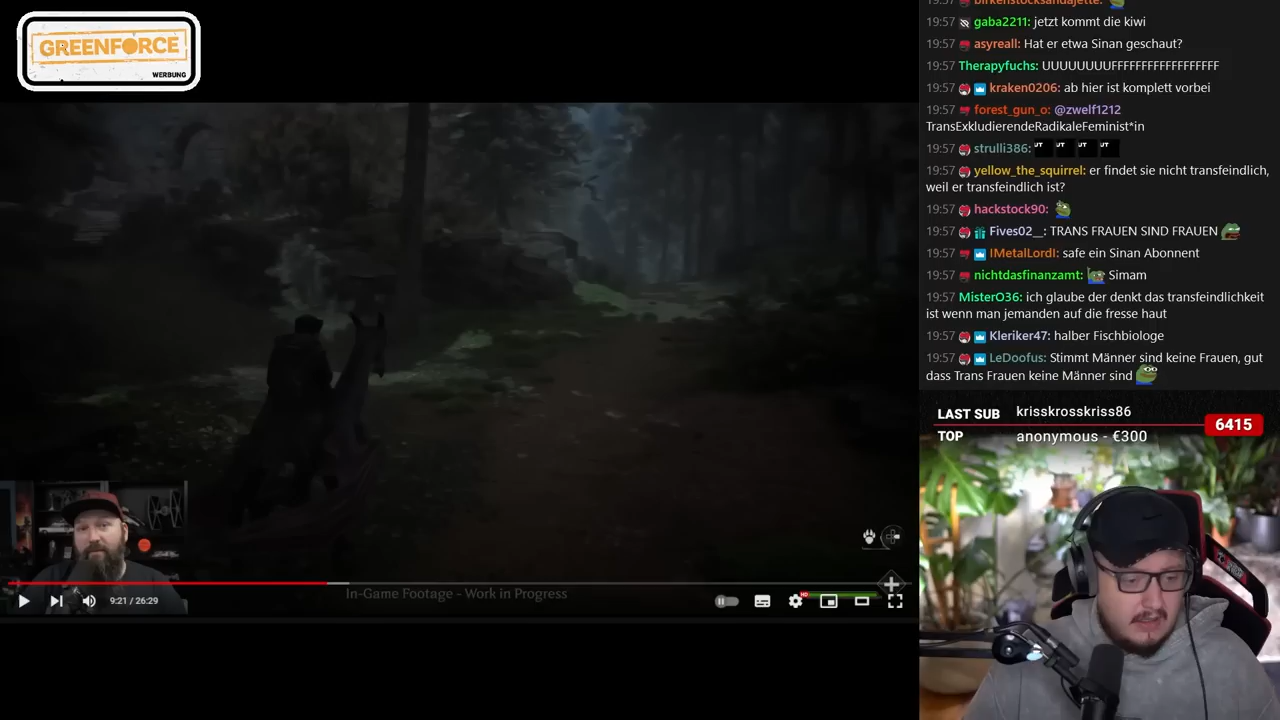 GREENFORCE
WERBUNG
In-Game Footage - Work in Progress
9:21 / 26:29
HD
19:57 gaba2211: jetzt kommt die kiwi
19:57 asyreall: Hat er etwa Sinan geschaut?
19:57 Therapyfuchs: UUUUUUUUFFFFFFFFFFFFFFFFFF
19:57 kraken0206: ab hier ist komplett vorbei
19:57 forest_gun_o: @zwelf1212
TransExkludierendeRadikaleFeminist*in
19:57 strulli386:
19:57 yellow_the_squirrel: er findet sie nicht transfeindlich,
weil er transfeindlich ist?
19:57 hackstock90:
19:57 Fives02__: TRANS FRAUEN SIND FRAUEN
19:57 IMetalLordI: safe ein Sinan Abonnent
19:57 nichtdasfinanzamt: Simam
19:57 MisterO36: ich glaube der denkt das transfeindlichkeit
ist wenn man jemanden auf die fresse haut
19:57 Kleriker47: halber Fischbiologe
19:57 LeDoofus: Stimmt Männer sind keine Frauen, gut
dass Trans Frauen keine Männer sind
LAST SUB krisskrosskriss86
TOP anonymous - €300
6415